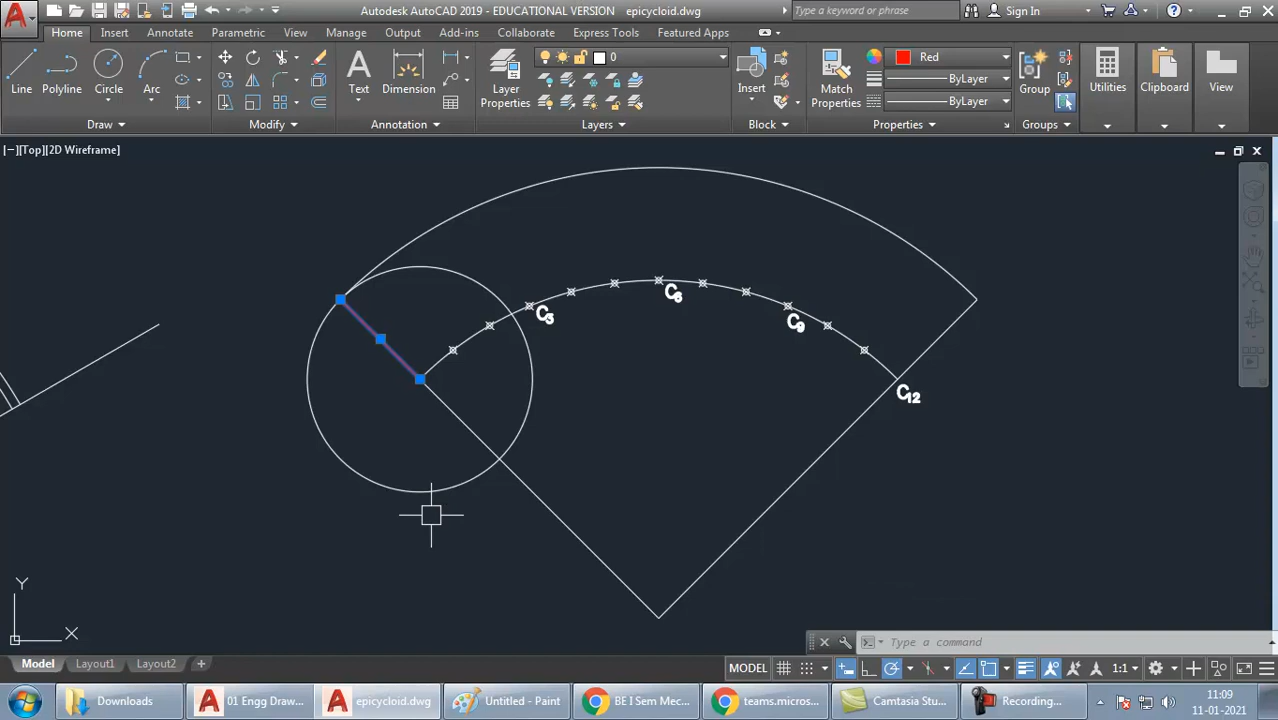 Autodesk AutoCAD 2019 - EDUCATIONAL VERSION epicycloid.dwg
Type a keyword or phrase
Sign In
Home Insert Annotate Parametric View Manage Output Add-ins Collaborate Express Tools Featured Apps
Line Polyline Circle Arc
Text Dimension
Layer Properties
0
Insert
Match Properties
Red
ByLayer
ByLayer
Group Utilities Clipboard View
Draw Modify Annotation Layers Block Properties Groups
[−][Top][2D Wireframe]
C3
C6
C9
C12
Y
X
Type a command
Model Layout1 Layout2 +
MODEL 1:1
Downloads
01 Engg Draw...
epicycloid.dwg
Untitled - Paint
BE I Sem Mec...
teams.micros...
Camtasia Stu...
Recording...
11:09
11-01-2021